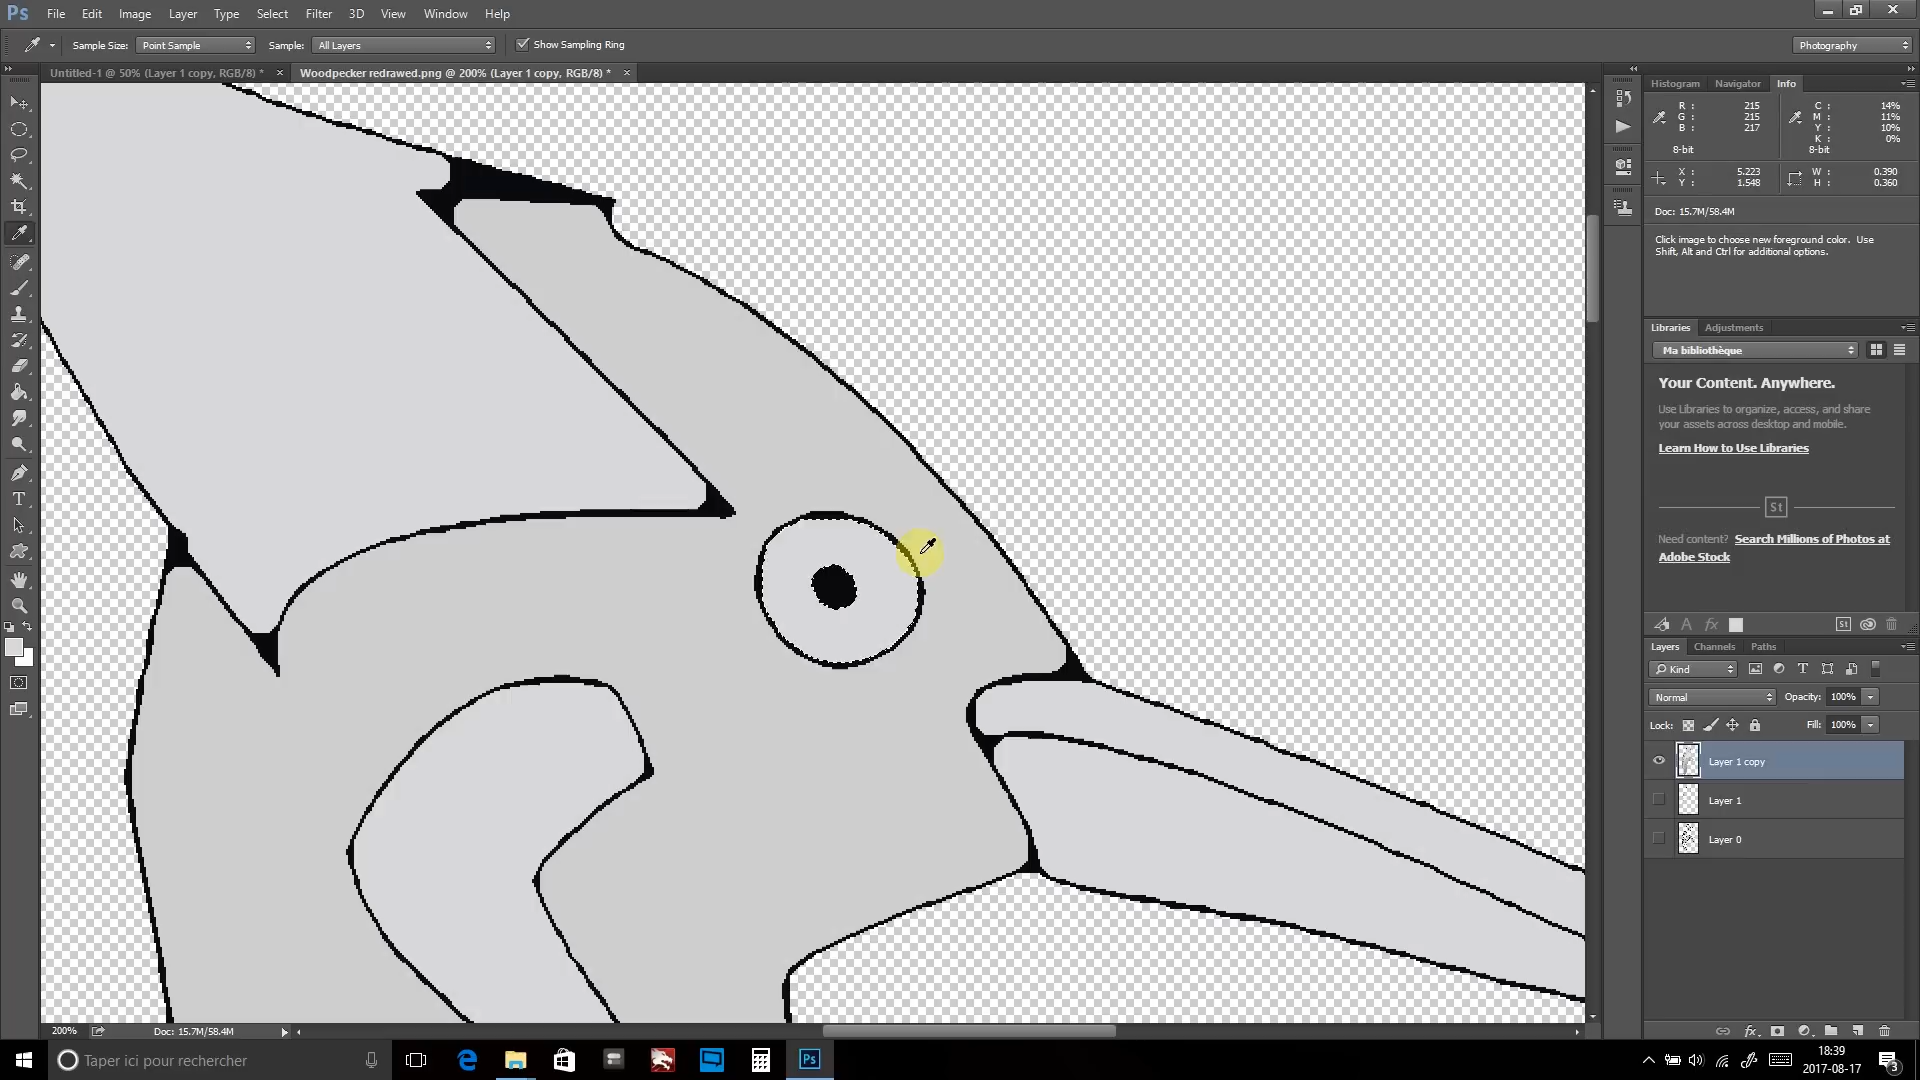 Ps File Edit Image Layer Type Select Filter 3D View Window Help
Sample Size: Point Sample Sample: All Layers Show Sampling Ring Photography
Untitled-1 @ 50% (Layer 1 copy, RGB/8) * × Woodpecker redrawed.png @ 200% (Layer 1 copy, RGB/8) * ×
Histogram Navigator Info
R : 215 C : 14%
G : 215 M : 11%
B : 217 Y : 10%
K : 0%
8-bit 8-bit
X : 5.223 W : 0.390
Y : 1.548 H : 0.360
Doc: 15.7M/58.4M
Click image to choose new foreground color. Use
Shift, Alt and Ctrl for additional options.
Libraries Adjustments
Ma bibliothèque
Your Content. Anywhere.
Use Libraries to organize, access, and share
your assets across desktop and mobile.
Learn How to Use Libraries
St
Need content? Search Millions of Photos at
Adobe Stock
A fx St
Layers Channels Paths
Kind T
Normal Opacity: 100%
Lock: Fill: 100%
Layer 1 copy
Layer 1
Layer 0
fx
T
200% Doc: 15.7M/58.4M
Taper ici pour rechercher
Ps
18:39
2017-08-17
3